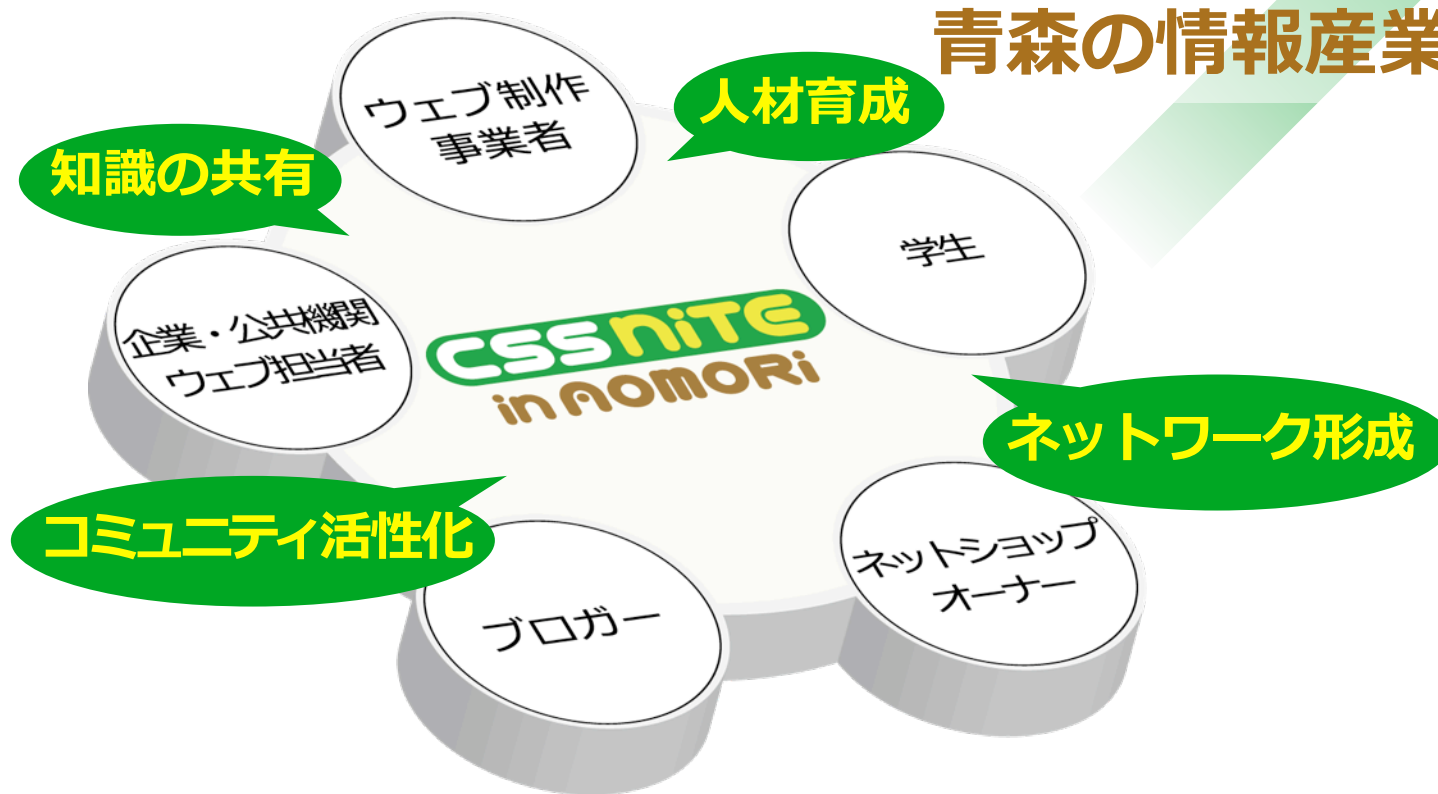 青森の情報産業
ウェブ制作
事業者
人材育成
知識の共有
学生
企業・公共機関
ウェブ担当者
CSS NiTE
in AOMORi
ネットワーク形成
コミュニティ活性化
ネットショップ
オーナー
ブロガー